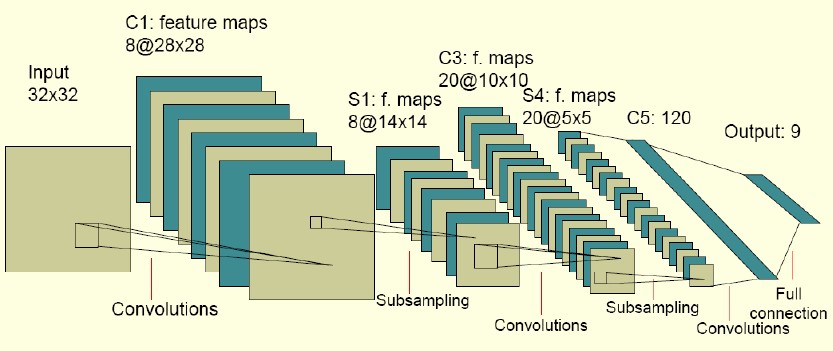 C1: feature maps
8@28x28
Input
32x32
C3: f. maps
20@10x10
S1: f. maps
8@14x14
S4: f. maps
20@5x5
C5: 120
Output: 9
Convolutions
Subsampling
Convolutions
Subsampling
Convolutions
Full
connection